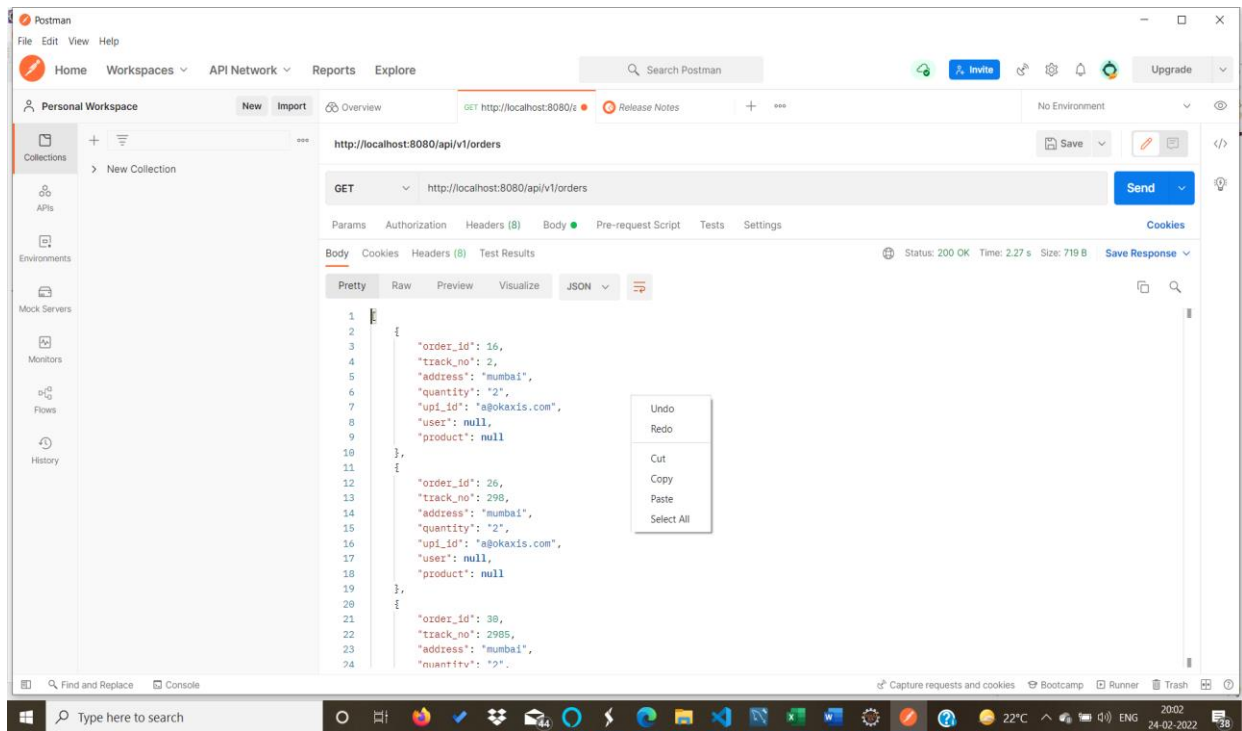 Postman
File Edit View Help
Home Workspaces API Network Reports Explore
Search Postman
Invite
Upgrade
Personal Workspace
New Import
Overview
GET http://localhost:8080/a
Release Notes
No Environment
Collections
APIs
Environments
Mock Servers
Monitors
Flows
History
New Collection
http://localhost:8080/api/v1/orders
Save
GET http://localhost:8080/api/v1/orders
Send
Params Authorization Headers (8) Body Pre-request Script Tests Settings
Cookies
Body Cookies Headers (8) Test Results
Status: 200 OK Time: 2.27 s Size: 719 B Save Response
Pretty Raw Preview Visualize JSON
1 [
2 {
3 "order_id": 16,
4 "track_no": 2,
5 "address": "mumbai",
6 "quantity": "2",
7 "upi_id": "a@okaxis.com",
8 "user": null,
9 "product": null
10 },
11 {
12 "order_id": 26,
13 "track_no": 298,
14 "address": "mumbai",
15 "quantity": "2",
16 "upi_id": "a@okaxis.com",
17 "user": null,
18 "product": null
19 },
20 {
21 "order_id": 30,
22 "track_no": 2985,
23 "address": "mumbai",
24 "quantity": "2",
Undo
Redo
Cut
Copy
Paste
Select All
Find and Replace Console
Capture requests and cookies Bootcamp Runner Trash
Type here to search
44
22°C
ENG
20:02
24-02-2022
38